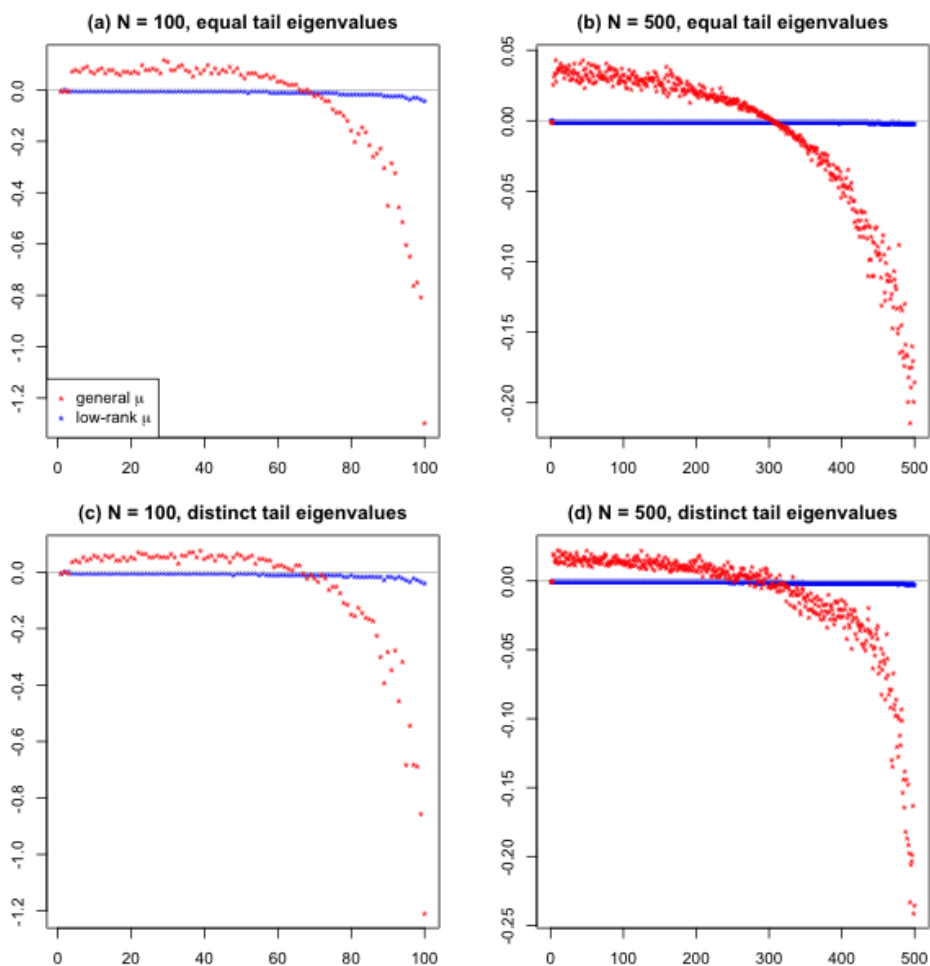 (a) N = 100, equal tail eigenvalues
0.0
-0.2
-0.4
-0.6
-0.8
-1.0
-1.2
general μ
low-rank μ
0 20 40 60 80 100
(b) N = 500, equal tail eigenvalues
0.05
0.00
-0.05
-0.10
-0.15
-0.20
0 100 200 300 400 500
(c) N = 100, distinct tail eigenvalues
0.0
-0.2
-0.4
-0.6
-0.8
-1.0
-1.2
0 20 40 60 80 100
(d) N = 500, distinct tail eigenvalues
0.00
-0.05
-0.10
-0.15
-0.20
-0.25
0 100 200 300 400 500